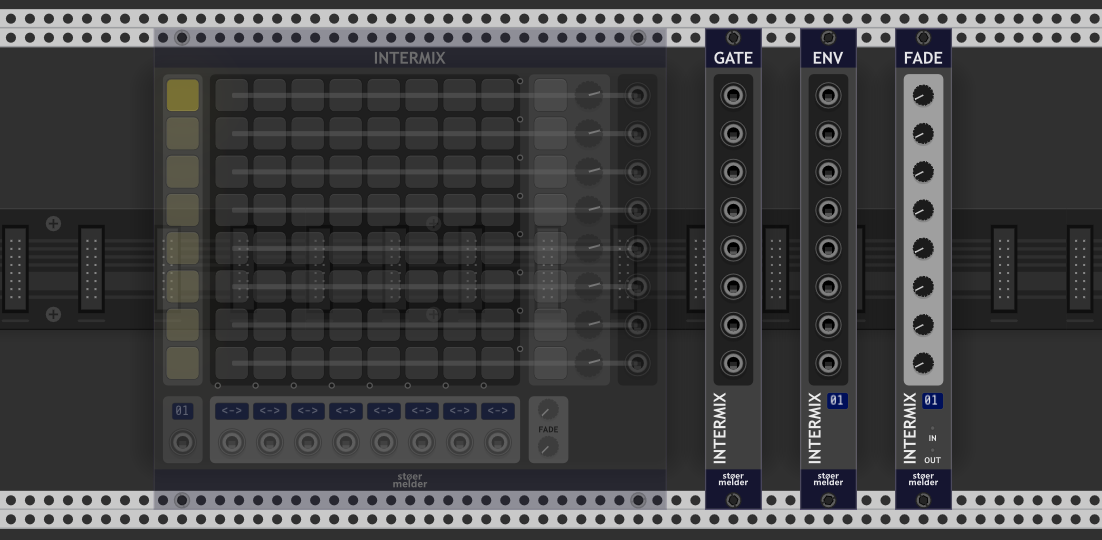 INTERMIX
GATE
ENV
FADE
01
<->
<->
<->
<->
<->
<->
<->
<->
FADE
INTERMIX
INTERMIX
01
INTERMIX
01
IN
OUT
støer
melder
støer
melder
støer
melder
støer
melder